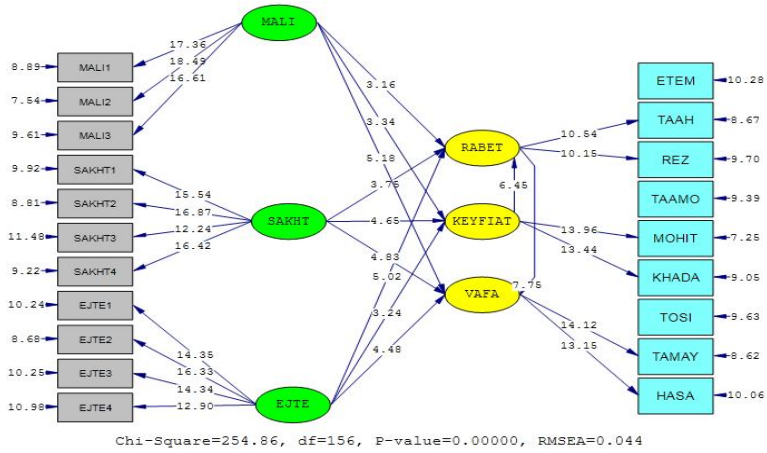 MALI
17.36
18.49
16.61
8.89
MALI1
7.54
MALI2
9.61
MALI3
9.92
SAKHT1
8.81
SAKHT2
11.48
SAKHT3
9.22
SAKHT4
10.24
EJTE1
8.68
EJTE2
10.25
EJTE3
10.98
EJTE4
15.54
16.87
12.24
16.42
SAKHT
14.35
16.33
14.34
12.90
EJTE
3.16
3.34
5.18
3.75
4.65
4.83
5.02
3.24
4.48
RABET
6.45
KEYFIAT
VAFA
7.75
10.54
10.15
13.96
13.44
14.12
13.15
ETEM
10.28
TAAH
8.67
REZ
9.70
TAAMO
9.39
MOHIT
7.25
KHADA
9.05
TOSI
9.63
TAMAY
8.62
HASA
10.06
Chi-Square=254.86, df=156, P-value=0.00000, RMSEA=0.044